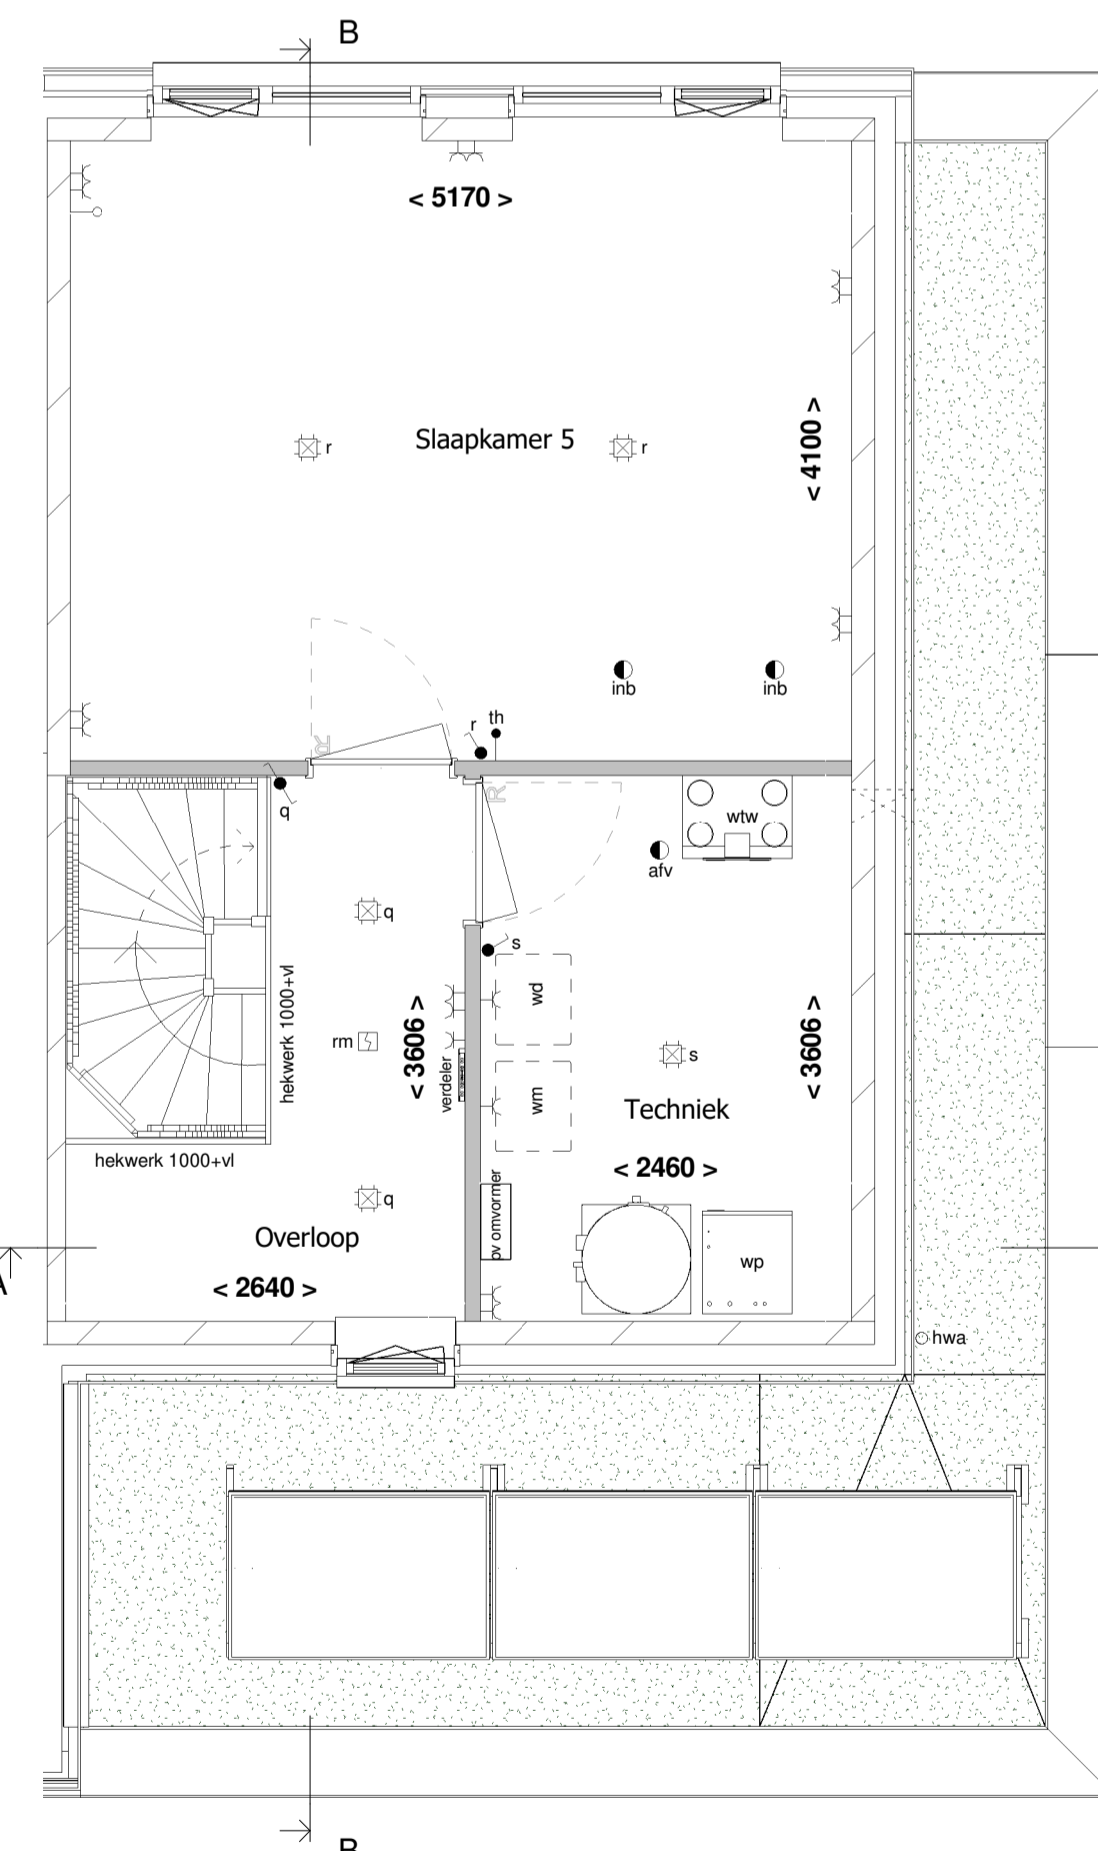 B
< 5170 >
< 4100 >
r
Slaapkamer 5
r
inb
inb
r
th
R
R
q
wtw
afv
q
s
wd
hekwerk 1000+vl
< 3606 >
< 3606 >
rm
s
verdeler
wm
Techniek
hekwerk 1000+vl
< 2460 >
q
pv omvormer
Overloop
wp
A
< 2640 >
hwa
B